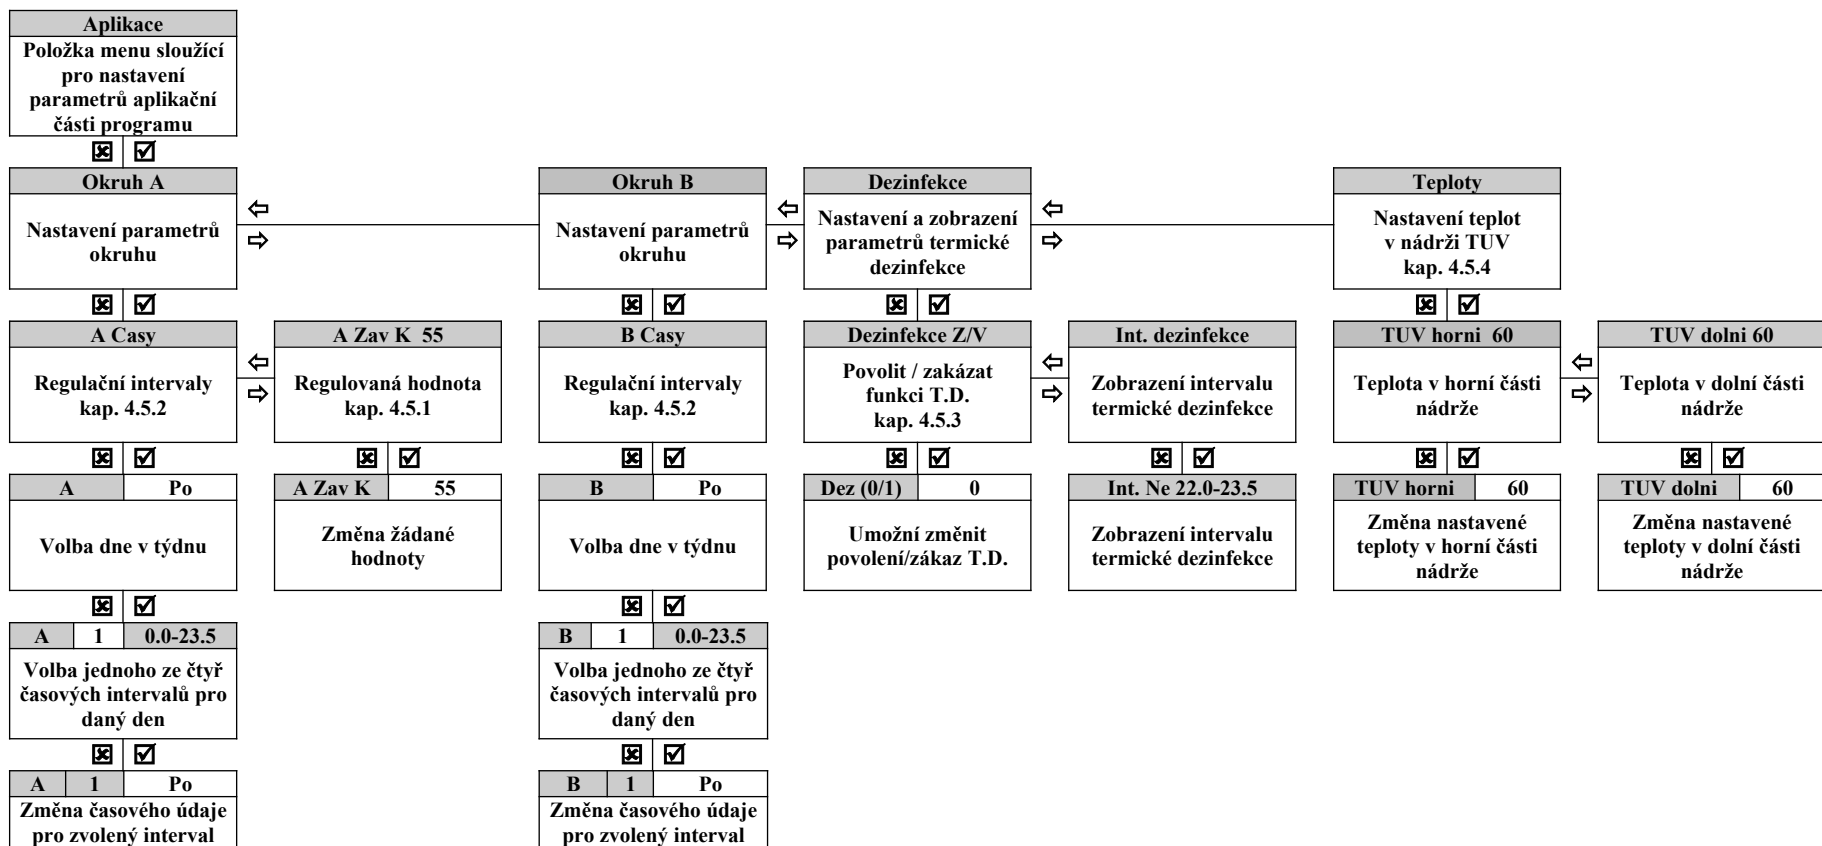 Aplikace
Položka menu sloužící
pro nastavení
parametrů aplikační
části programu
Okruh A
Nastavení parametrů
okruhu
Okruh B
Nastavení parametrů
okruhu
Dezinfekce
Nastavení a zobrazení
parametrů termické
dezinfekce
Teploty
Nastavení teplot
v nádrži TUV
kap. 4.5.4
A Casy
Regulační intervaly
kap. 4.5.2
A Zav K 55
Regulovaná hodnota
kap. 4.5.1
B Casy
Regulační intervaly
kap. 4.5.2
Dezinfekce Z/V
Povolit / zakázat
funkci T.D.
kap. 4.5.3
Int. dezinfekce
Zobrazení intervalu
termické dezinfekce
TUV horni 60
Teplota v horní části
nádrže
TUV dolni 60
Teplota v dolní části
nádrže
A Po
Volba dne v týdnu
A Zav K 55
Změna žádané
hodnoty
B Po
Volba dne v týdnu
Dez (0/1) 0
Umožní změnit
povolení/zákaz T.D.
Int. Ne 22.0-23.5
Zobrazení intervalu
termické dezinfekce
TUV horni 60
Změna nastavené
teploty v horní části
nádrže
TUV dolni 60
Změna nastavené
teploty v dolní části
nádrže
A 1 0.0-23.5
Volba jednoho ze čtyř
časových intervalů pro
daný den
B 1 0.0-23.5
Volba jednoho ze čtyř
časových intervalů pro
daný den
A 1 Po
Změna časového údaje
pro zvolený interval
B 1 Po
Změna časového údaje
pro zvolený interval